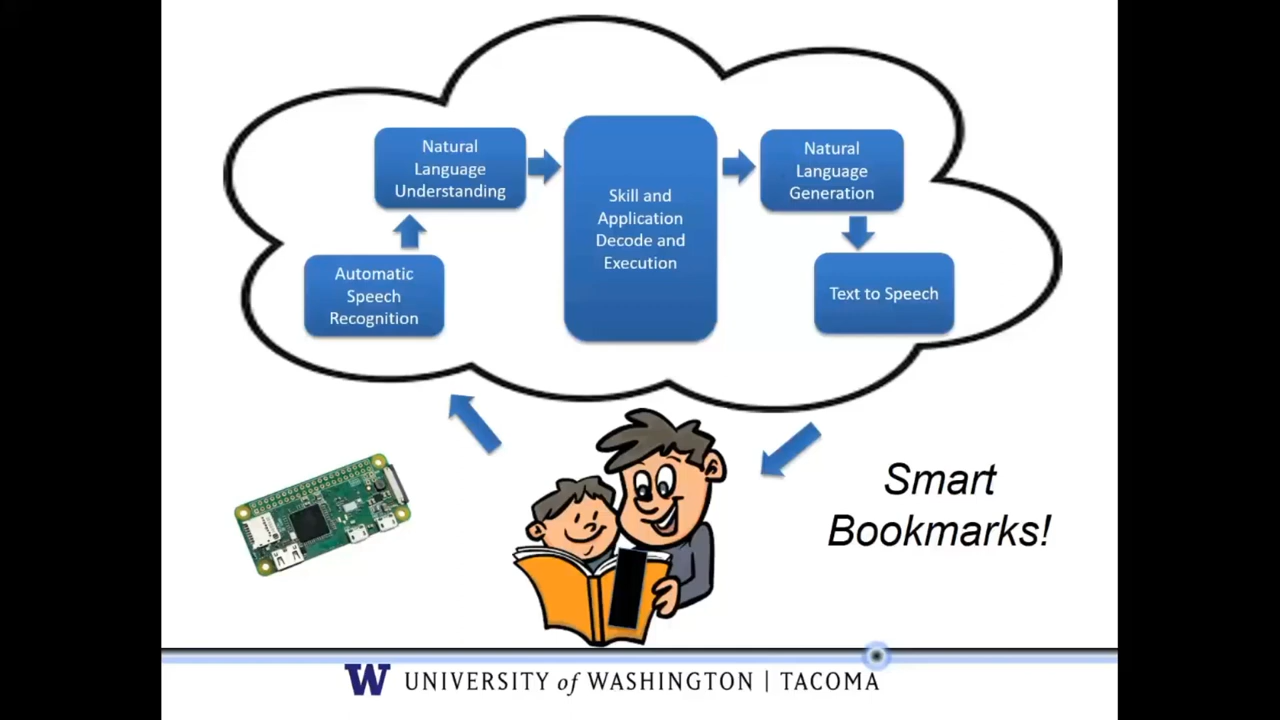 Natural
Language
Understanding
Skill and
Application
Decode and
Execution
Natural
Language
Generation
Automatic
Speech
Recognition
Text to Speech
Smart
Bookmarks!
W UNIVERSITY of WASHINGTON | TACOMA